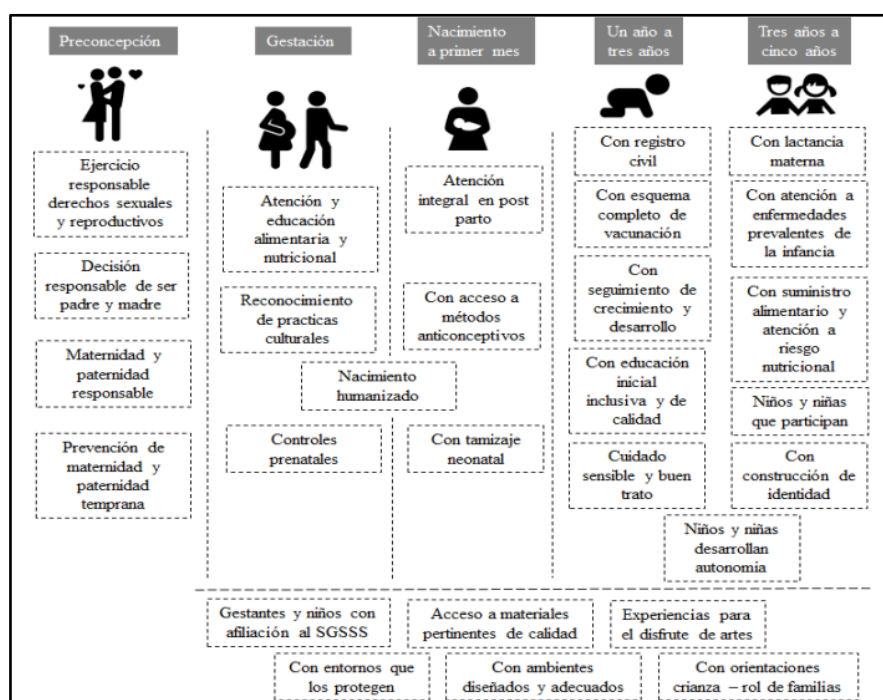 Preconcepción
Gestación
Nacimiento
a primer mes
Un año a
tres años
Tres años a
cinco años
Ejercicio
responsable
derechos sexuales
y reproductivos
Decisión
responsable de ser
padre y madre
Maternidad y
paternidad
responsable
Prevención de
maternidad y
paternidad
temprana
Atención y
educación
alimentaria y
nutricional
Reconocimiento
de practicas
culturales
Nacimiento
humanizado
Controles
prenatales
Atención
integral en post
parto
Con acceso a
métodos
anticonceptivos
Con tamizaje
neonatal
Con registro
civil
Con esquema
completo de
vacunación
Con
seguimiento de
crecimiento y
desarrollo
Con educación
inicial
inclusiva y de
calidad
Cuidado
sensible y buen
trato
Con lactancia
materna
Con atención a
enfermedades
prevalentes de
la infancia
Con suministro
alimentario y
atención a
riesgo
nutricional
Niños y niñas
que participan
Con
construcción de
identidad
Niños y niñas
desarrollan
autonomía
Gestantes y niños con
afiliación al SGSSS
Acceso a materiales
pertinentes de calidad
Experiencias para
el disfrute de artes
Con entornos que
los protegen
Con ambientes
diseñados y adecuados
Con orientaciones
crianza – rol de familias